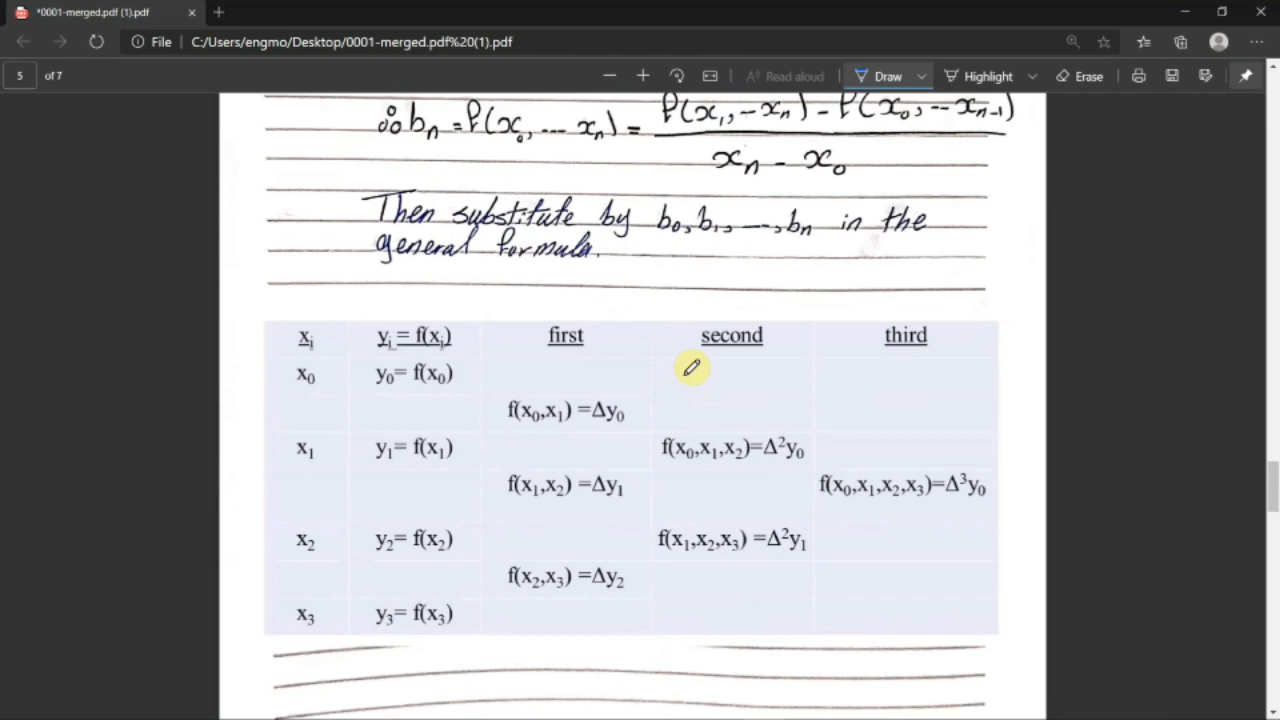 *0001-merged.pdf (1).pdf
File C:/Users/engmo/Desktop/0001-merged.pdf%20(1).pdf
5 of 7 Read aloud Draw Highlight Erase
∴ bₙ = f(x₀, --- xₙ) = f(x₁, -- xₙ) - f(x₀, -- xₙ₋₁)
xₙ - x₀
Then substitute by b₀, b₁, ---, bₙ in the
general formula.
xᵢ yᵢ = f(xᵢ) first second third
x₀ y₀= f(x₀)
f(x₀,x₁) =Δy₀
x₁ y₁= f(x₁) f(x₀,x₁,x₂)=Δ²y₀
f(x₁,x₂) =Δy₁ f(x₀,x₁,x₂,x₃)=Δ³y₀
x₂ y₂= f(x₂) f(x₁,x₂,x₃) =Δ²y₁
f(x₂,x₃) =Δy₂
x₃ y₃= f(x₃)